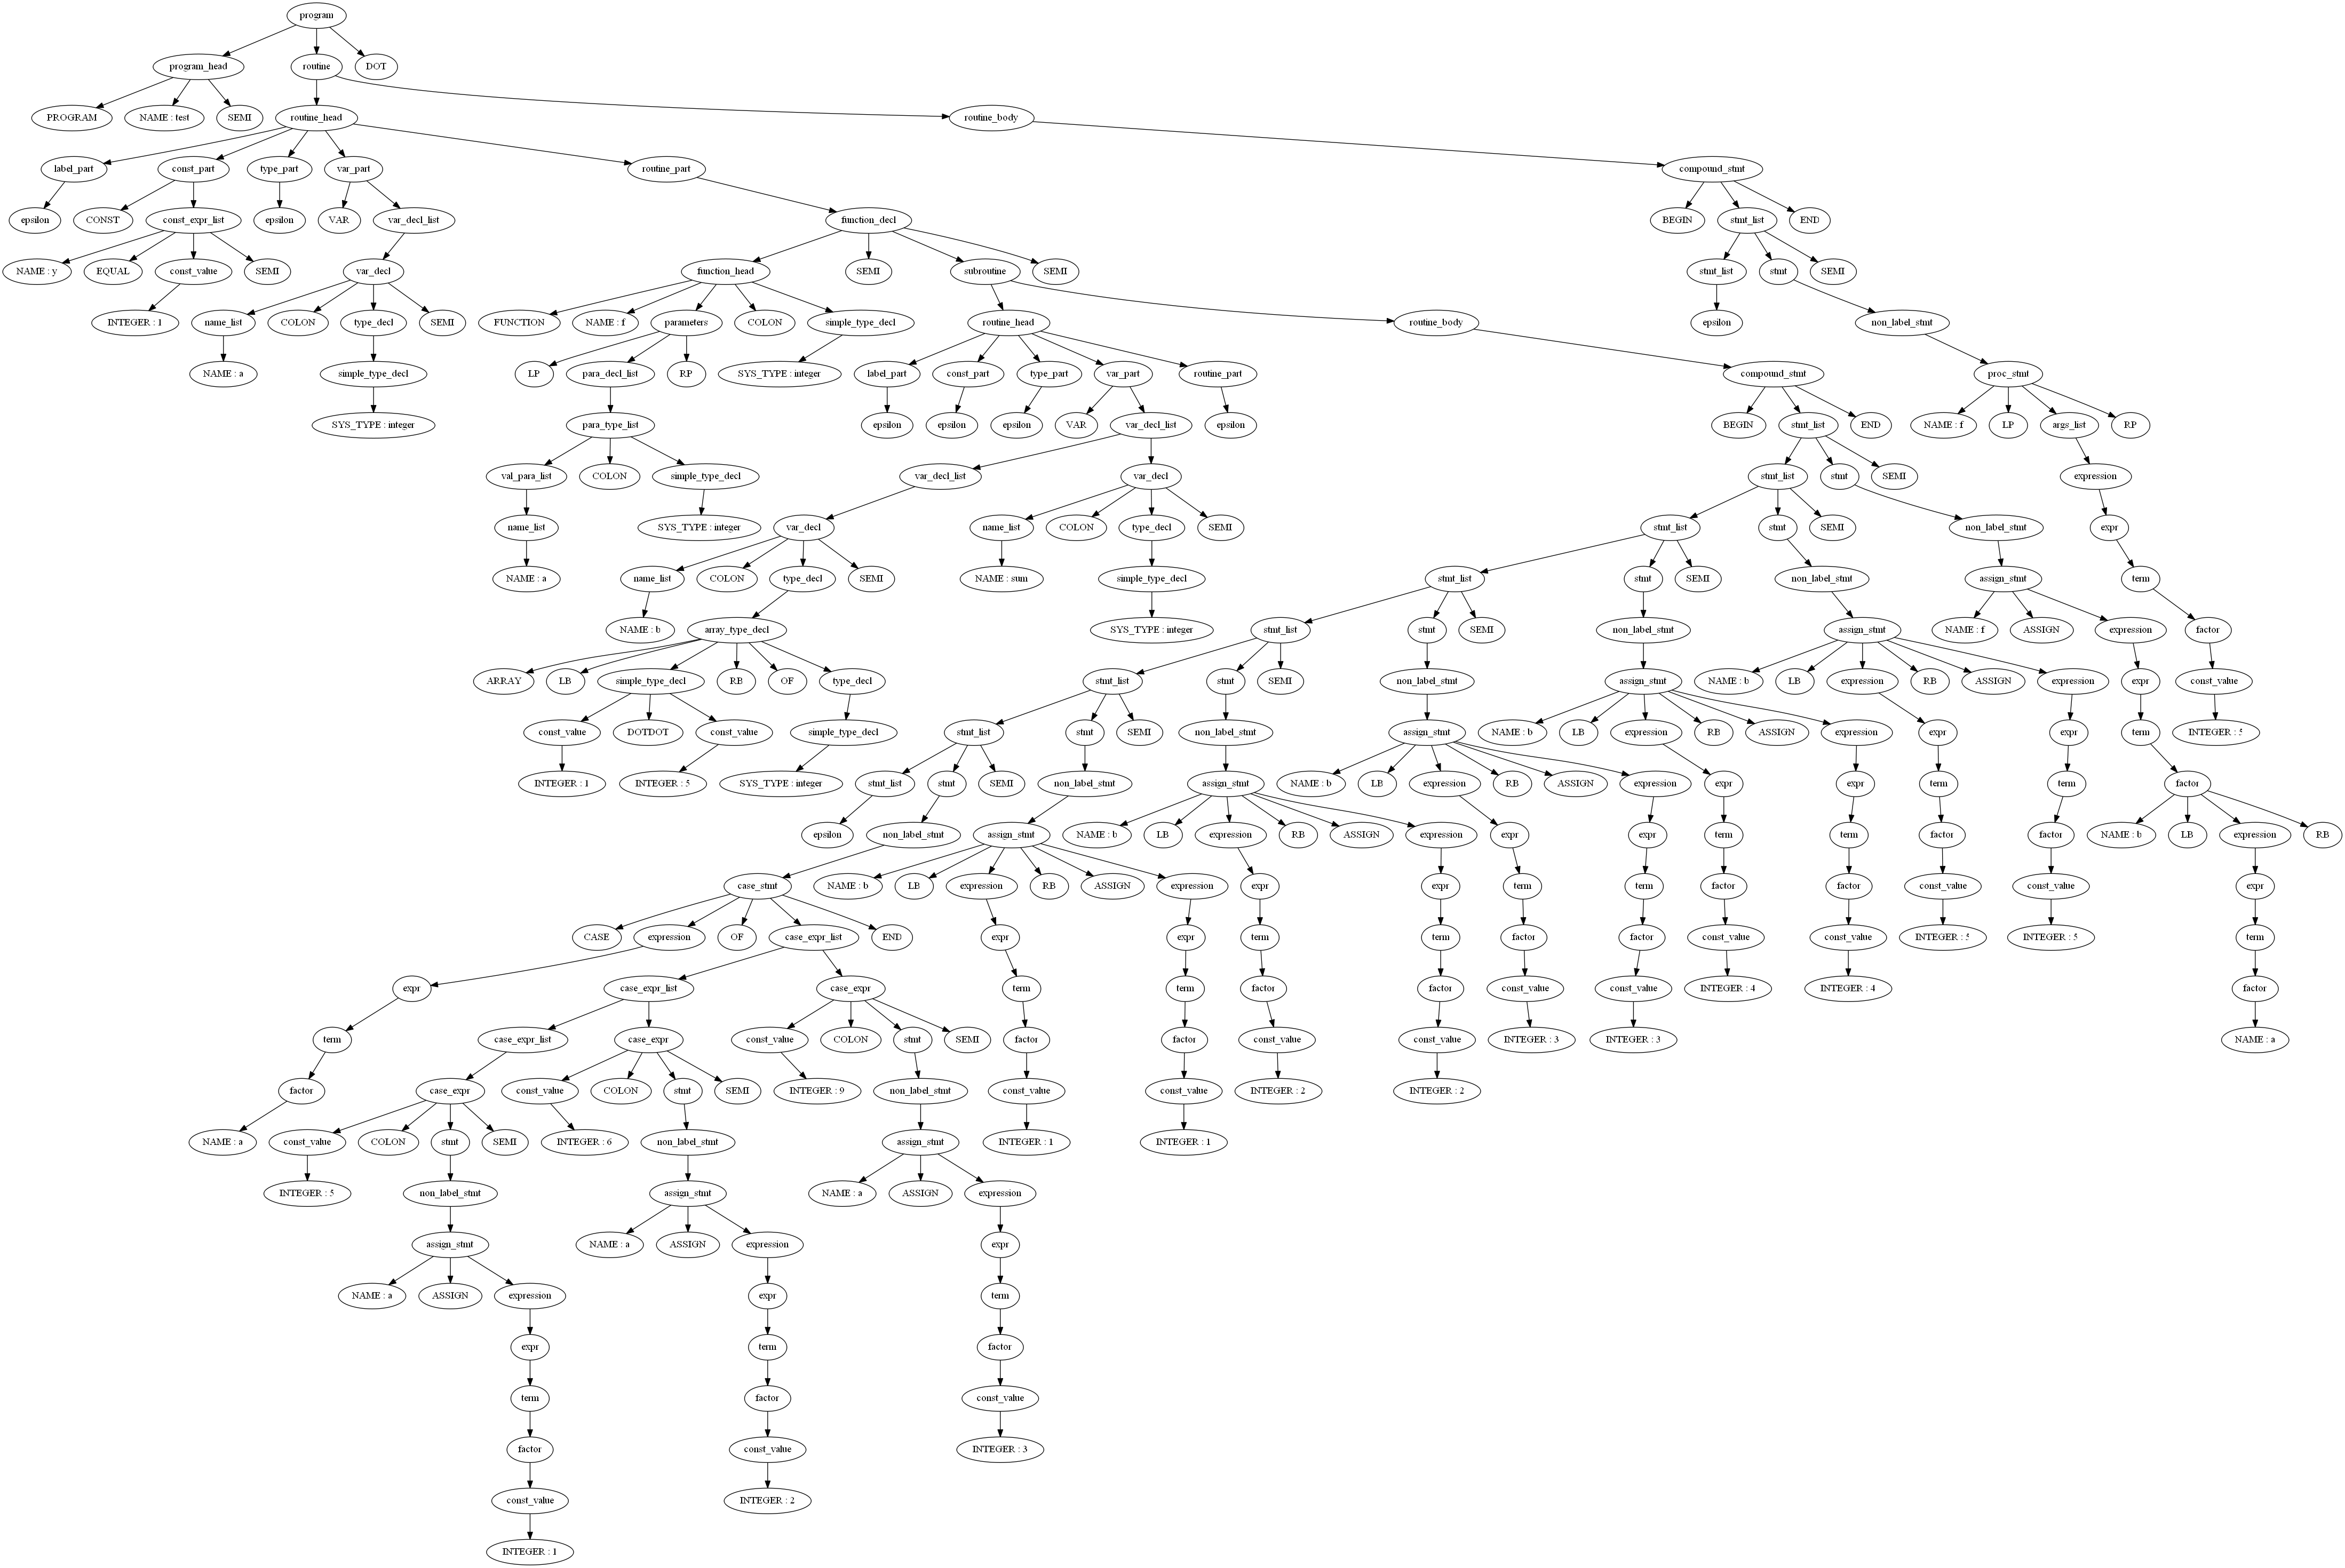 program
program_head routine DOT
PROGRAM NAME : test SEMI routine_head routine_body
label_part const_part type_part var_part routine_part compound_stmt
epsilon CONST const_expr_list epsilon VAR var_decl_list function_decl BEGIN stmt_list END
NAME : y EQUAL const_value SEMI var_decl function_head SEMI subroutine SEMI stmt_list stmt SEMI
INTEGER : 1 name_list COLON type_decl SEMI FUNCTION NAME : f parameters COLON simple_type_decl routine_head routine_body epsilon non_label_stmt
NAME : a simple_type_decl LP para_decl_list RP SYS_TYPE : integer label_part const_part type_part var_part routine_part compound_stmt proc_stmt
SYS_TYPE : integer para_type_list epsilon epsilon epsilon VAR var_decl_list epsilon BEGIN stmt_list END NAME : f LP args_list RP
val_para_list COLON simple_type_decl var_decl_list var_decl stmt_list stmt SEMI expression
name_list SYS_TYPE : integer var_decl name_list COLON type_decl SEMI stmt_list stmt SEMI non_label_stmt expr
NAME : a name_list COLON type_decl SEMI NAME : sum simple_type_decl stmt_list stmt SEMI non_label_stmt assign_stmt term
NAME : b array_type_decl SYS_TYPE : integer stmt_list stmt SEMI non_label_stmt assign_stmt NAME : f ASSIGN expression factor
ARRAY LB simple_type_decl RB OF type_decl stmt_list stmt SEMI non_label_stmt assign_stmt NAME : b LB expression RB ASSIGN expression expr const_value
const_value DOTDOT const_value simple_type_decl stmt_list stmt SEMI non_label_stmt assign_stmt NAME : b LB expression RB ASSIGN expression expr expr term INTEGER : 5
INTEGER : 1 INTEGER : 5 SYS_TYPE : integer stmt_list stmt SEMI non_label_stmt assign_stmt NAME : b LB expression RB ASSIGN expression expr expr term term factor
epsilon non_label_stmt assign_stmt NAME : b LB expression RB ASSIGN expression expr expr term term factor factor NAME : b LB expression RB
case_stmt NAME : b LB expression RB ASSIGN expression expr expr term term factor factor const_value const_value expr
CASE expression OF case_expr_list END expr expr term term factor factor const_value const_value INTEGER : 5 INTEGER : 5 term
expr case_expr_list case_expr term term factor factor const_value const_value INTEGER : 4 INTEGER : 4 factor
term case_expr_list case_expr const_value COLON stmt SEMI factor factor const_value const_value INTEGER : 3 INTEGER : 3 NAME : a
factor case_expr const_value COLON stmt SEMI INTEGER : 9 non_label_stmt const_value const_value INTEGER : 2 INTEGER : 2
NAME : a const_value COLON stmt SEMI INTEGER : 6 non_label_stmt assign_stmt INTEGER : 1 INTEGER : 1
INTEGER : 5 non_label_stmt assign_stmt NAME : a ASSIGN expression
assign_stmt NAME : a ASSIGN expression expr
NAME : a ASSIGN expression expr term
expr term factor
term factor const_value
factor const_value INTEGER : 3
const_value INTEGER : 2
INTEGER : 1